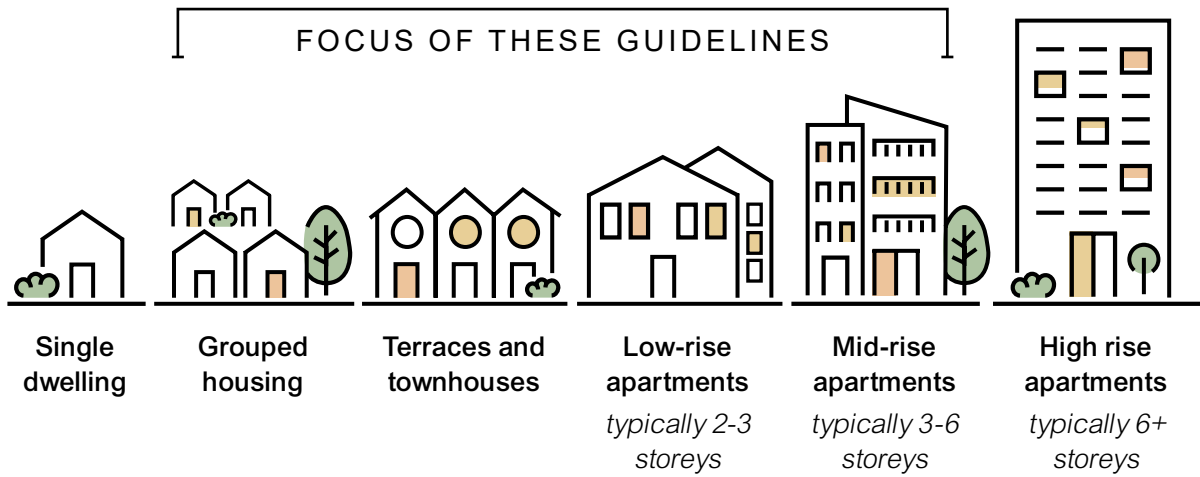 FOCUS OF THESE GUIDELINES
Single
dwelling
Grouped
housing
Terraces and
townhouses
Low-rise
apartments
typically 2-3
storeys
Mid-rise
apartments
typically 3-6
storeys
High rise
apartments
typically 6+
storeys